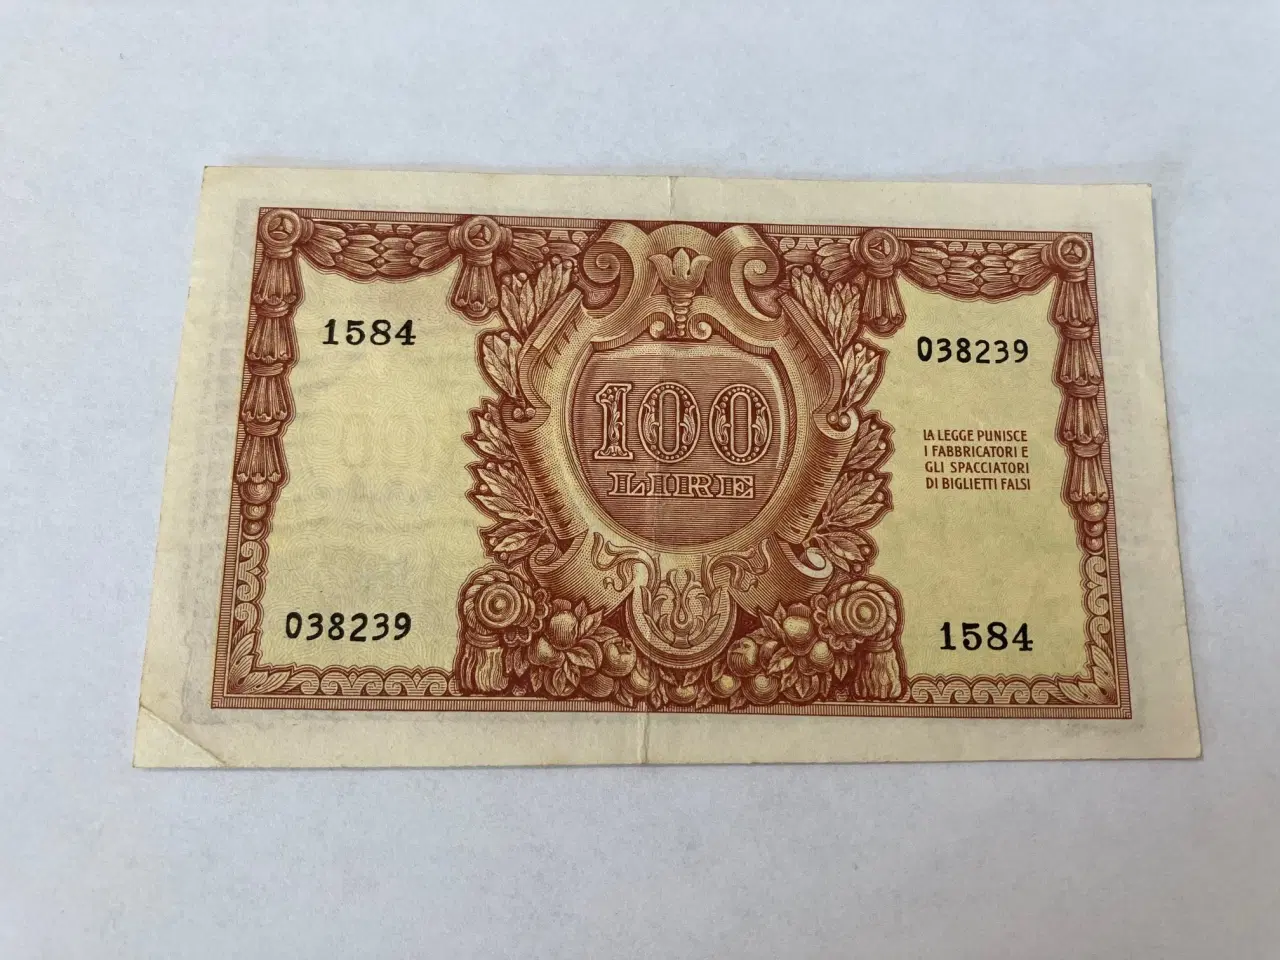 1584
038239
100
LIRE
LA LEGGE PUNISCE
I FABBRICATORI E
GLI SPACCIATORI
DI BIGLIETTI FALSI
038239
1584